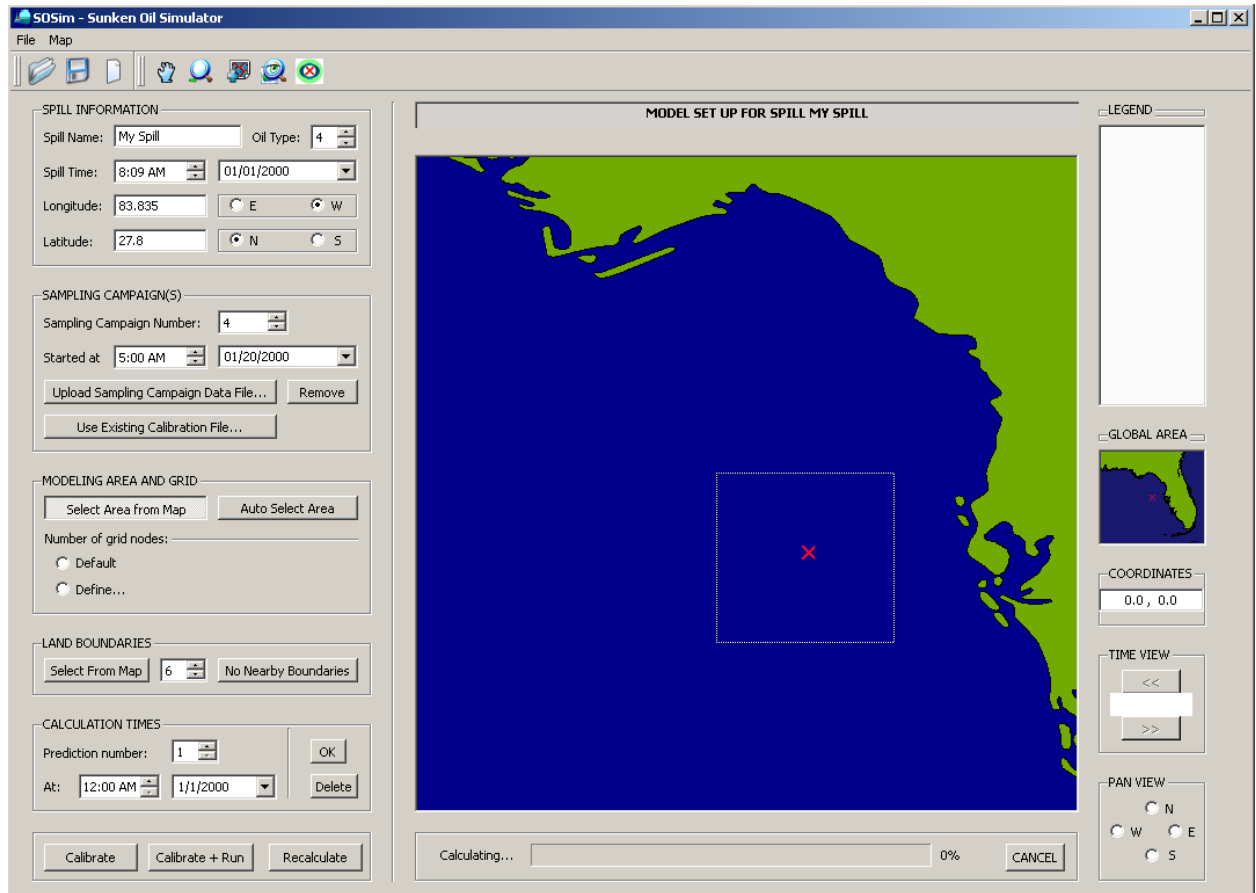 SOSim - Sunken Oil Simulator
File Map
SPILL INFORMATION
Spill Name: My Spill Oil Type: 4
Spill Time: 8:09 AM 01/01/2000
Longitude: 83.835 E W
Latitude: 27.8 N S
SAMPLING CAMPAIGN(S)
Sampling Campaign Number: 4
Started at 5:00 AM 01/20/2000
Upload Sampling Campaign Data File... Remove
Use Existing Calibration File...
MODELING AREA AND GRID
Select Area from Map Auto Select Area
Number of grid nodes:
Default
Define...
LAND BOUNDARIES
Select From Map 6 No Nearby Boundaries
CALCULATION TIMES
Prediction number: 1 OK
At: 12:00 AM 1/1/2000 Delete
Calibrate Calibrate + Run Recalculate
MODEL SET UP FOR SPILL MY SPILL
Calculating... 0% CANCEL
LEGEND
GLOBAL AREA
COORDINATES
0.0 , 0.0
TIME VIEW
<<
>>
PAN VIEW
N
W E
S